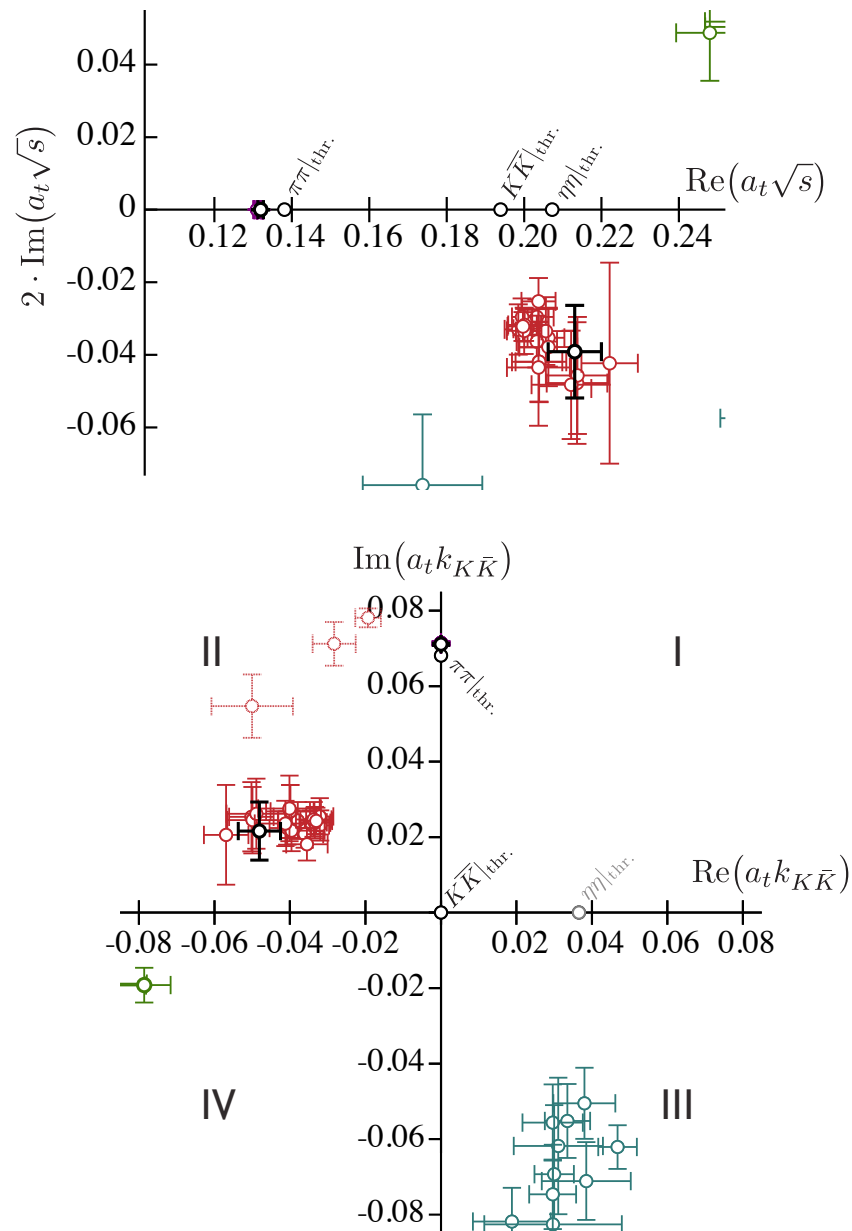 0.04
0.02
ππ|thr.
KK̅|thr.
ηη|thr.
Re(a_t√s)
2 · Im(a_t√s)
0
0.12 0.14 0.16 0.18 0.20 0.22 0.24
-0.02
-0.04
-0.06
Im(a_t k_{KK̄})
0.08
II
I
0.06
ππ|thr.
0.04
0.02
KK̅|thr.
ηη|thr.
Re(a_t k_{KK̄})
-0.08 -0.06 -0.04 -0.02 0.02 0.04 0.06 0.08
-0.02
-0.04
IV
III
-0.06
-0.08